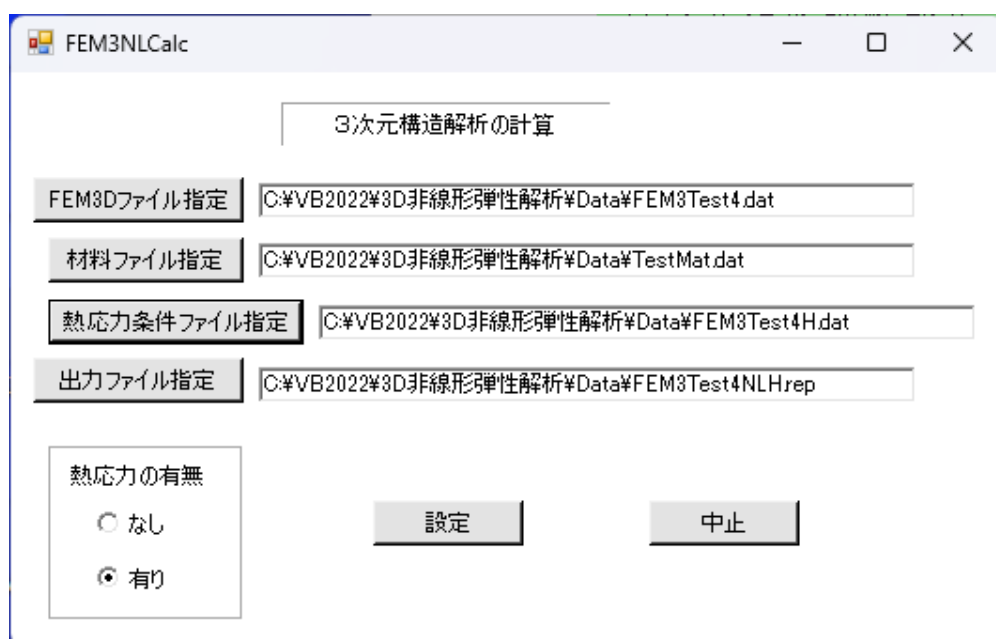 FEM3NLCalc
３次元構造解析の計算
FEM3Dファイル指定 C:¥VB2022¥3D非線形弾性解析¥Data¥FEM3Test4.dat
材料ファイル指定 C:¥VB2022¥3D非線形弾性解析¥Data¥TestMat.dat
熱応力条件ファイル指定 C:¥VB2022¥3D非線形弾性解析¥Data¥FEM3Test4H.dat
出力ファイル指定 C:¥VB2022¥3D非線形弾性解析¥Data¥FEM3Test4NLH.rep
熱応力の有無
なし
設定 中止
有り